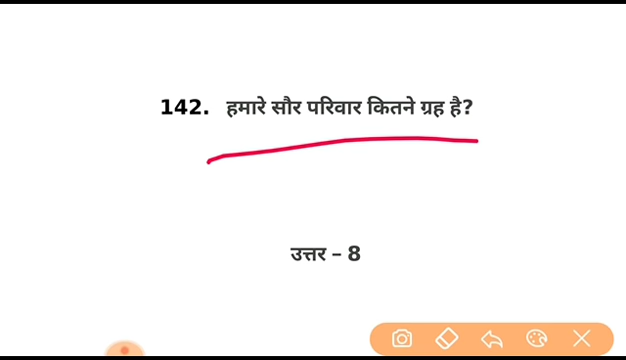 142. हमारे सौर परिवार कितने ग्रह है?
उत्तर – 8